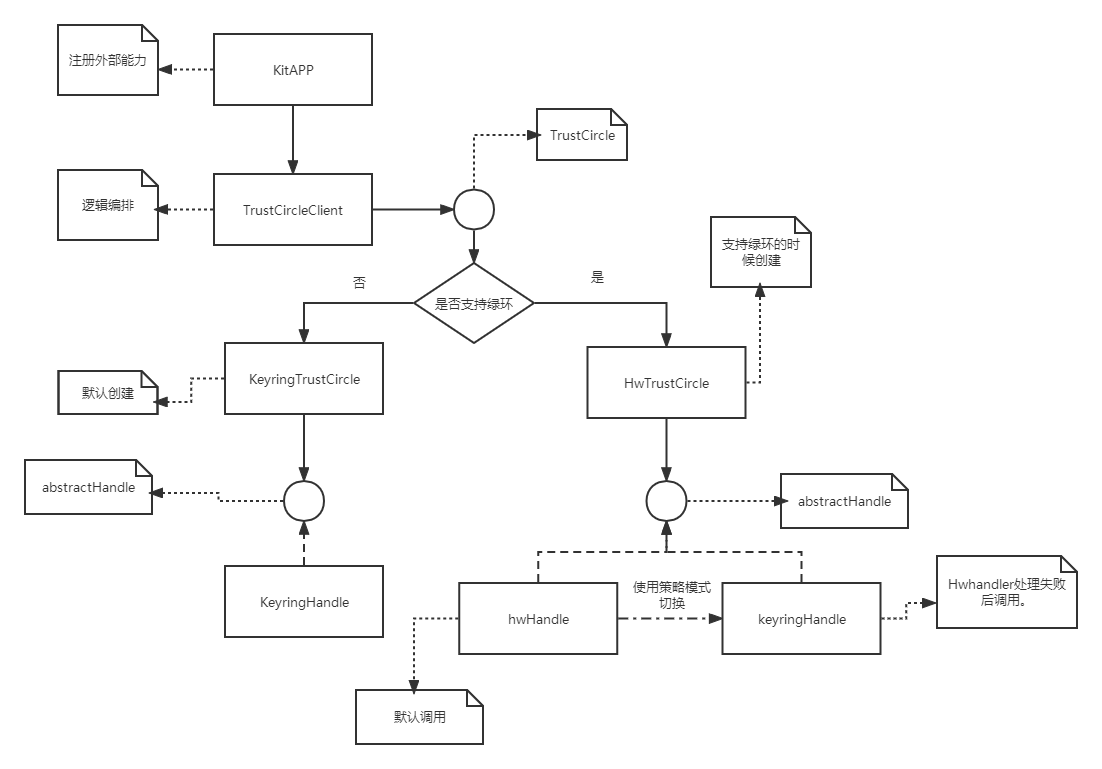 注册外部能力
KitAPP
TrustCircle
逻辑编排
TrustCircleClient
支持绿环的时
候创建
否
是
是否支持绿环
KeyringTrustCircle
HwTrustCircle
默认创建
abstractHandle
abstractHandle
KeyringHandle
使用策略模式
切换
hwHandle
keyringHandle
Hwhandler处理失败
后调用。
默认调用